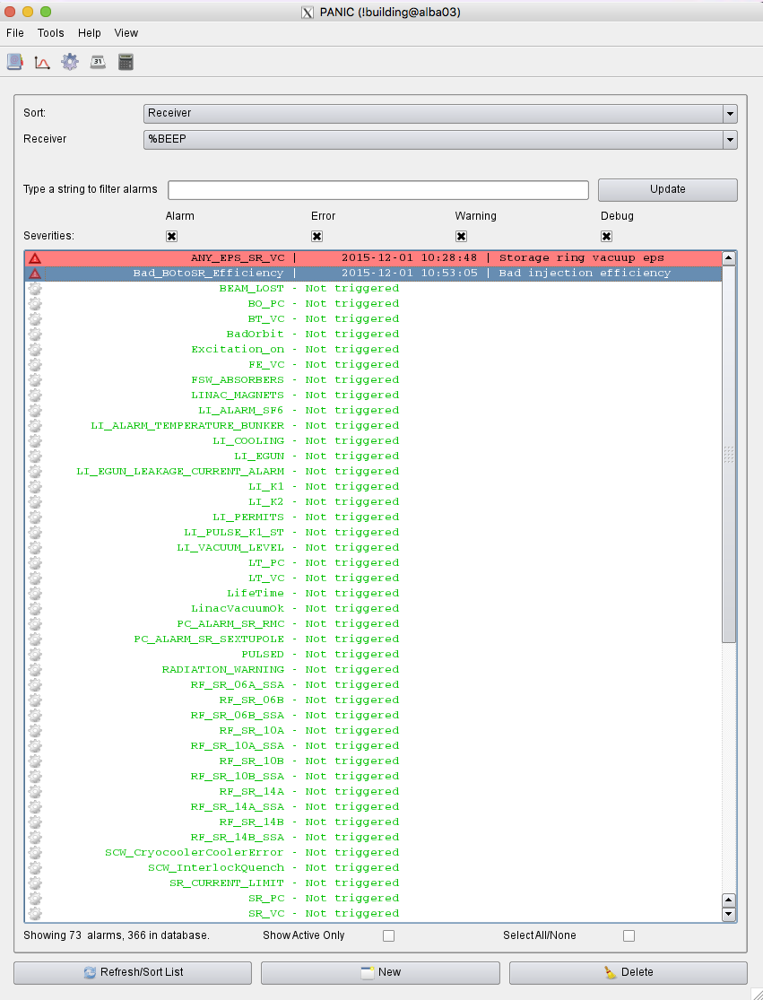 PANIC (!building@alba03)
File Tools Help View
31
Sort: Receiver
Receiver %BEEP
Type a string to filter alarms Update
Alarm Error Warning Debug
Severities:
ANY_EPS_SR_VC | 2015-12-01 10:28:48 | Storage ring vacuup eps
Bad_BOtoSR_Efficiency | 2015-12-01 10:53:05 | Bad injection efficiency
BEAM_LOST - Not triggered
BO_PC - Not triggered
BT_VC - Not triggered
BadOrbit - Not triggered
Excitation_on - Not triggered
FE_VC - Not triggered
FSW_ABSORBERS - Not triggered
LINAC_MAGNETS - Not triggered
LI_ALARM_SF6 - Not triggered
LI_ALARM_TEMPERATURE_BUNKER - Not triggered
LI_COOLING - Not triggered
LI_EGUN - Not triggered
LI_EGUN_LEAKAGE_CURRENT_ALARM - Not triggered
LI_K1 - Not triggered
LI_K2 - Not triggered
LI_PERMITS - Not triggered
LI_PULSE_K1_ST - Not triggered
LI_VACUUM_LEVEL - Not triggered
LT_PC - Not triggered
LT_VC - Not triggered
LifeTime - Not triggered
LinacVacuumOk - Not triggered
PC_ALARM_SR_RMC - Not triggered
PC_ALARM_SR_SEXTUPOLE - Not triggered
PULSED - Not triggered
RADIATION_WARNING - Not triggered
RF_SR_06A_SSA - Not triggered
RF_SR_06B - Not triggered
RF_SR_06B_SSA - Not triggered
RF_SR_10A - Not triggered
RF_SR_10A_SSA - Not triggered
RF_SR_10B - Not triggered
RF_SR_10B_SSA - Not triggered
RF_SR_14A - Not triggered
RF_SR_14A_SSA - Not triggered
RF_SR_14B - Not triggered
RF_SR_14B_SSA - Not triggered
SCW_CryocoolerCoolerError - Not triggered
SCW_InterlockQuench - Not triggered
SR_CURRENT_LIMIT - Not triggered
SR_PC - Not triggered
SR_VC - Not triggered
Showing 73 alarms, 366 in database. Show Active Only Select All/None
Refresh/Sort List New Delete